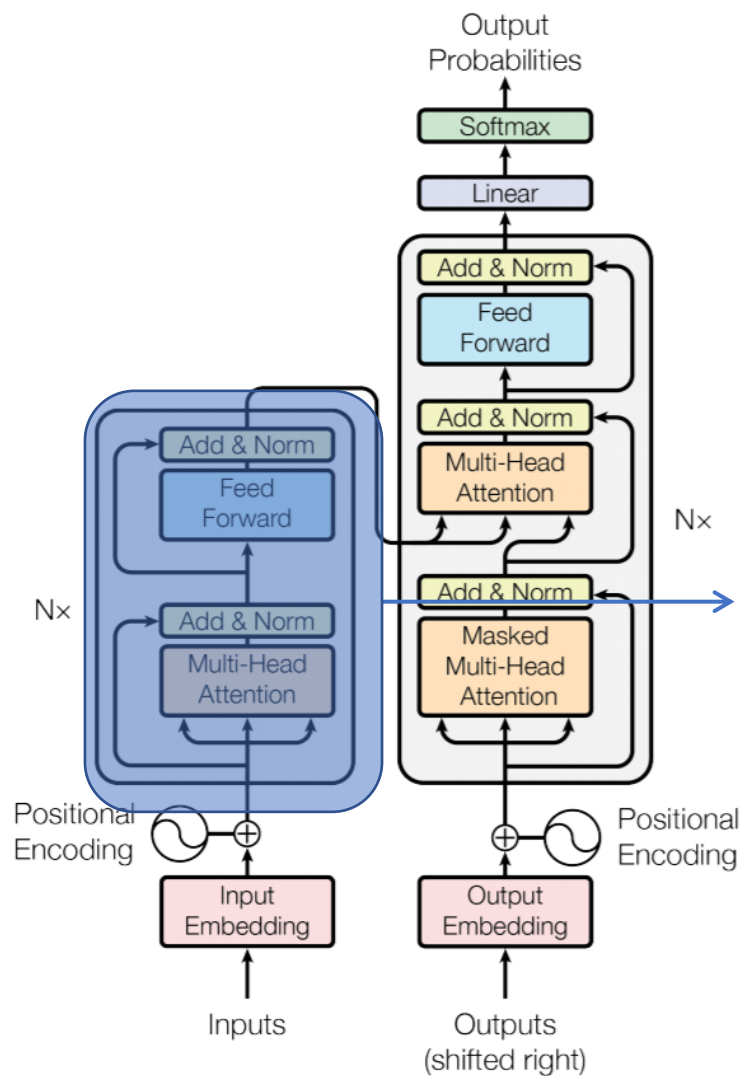 Output
Probabilities
Softmax
Linear
Add & Norm
Feed
Forward
Add & Norm
Multi-Head
Attention
Add & Norm
Masked
Multi-Head
Attention
Nx
Positional
Encoding
Output
Embedding
Outputs
(shifted right)
Add & Norm
Feed
Forward
Add & Norm
Multi-Head
Attention
Nx
Positional
Encoding
Input
Embedding
Inputs